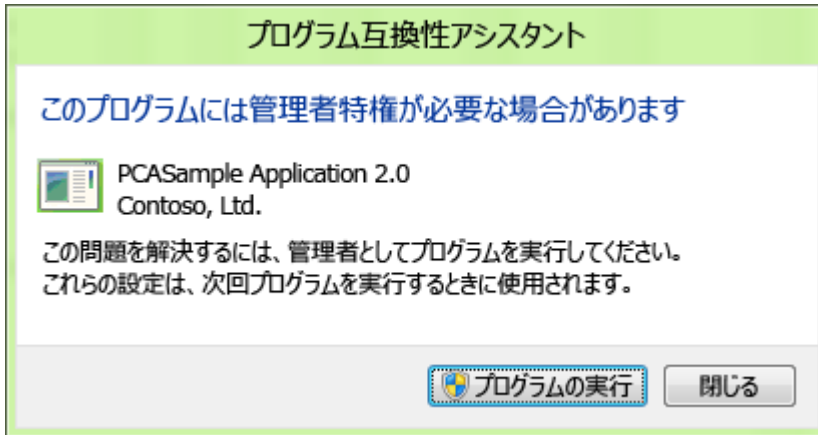 プログラム互換性アシスタント
このプログラムには管理者特権が必要な場合があります
PCASample Application 2.0
Contoso, Ltd.
この問題を解決するには、管理者としてプログラムを実行してください。
これらの設定は、次回プログラムを実行するときに使用されます。
プログラムの実行 閉じる